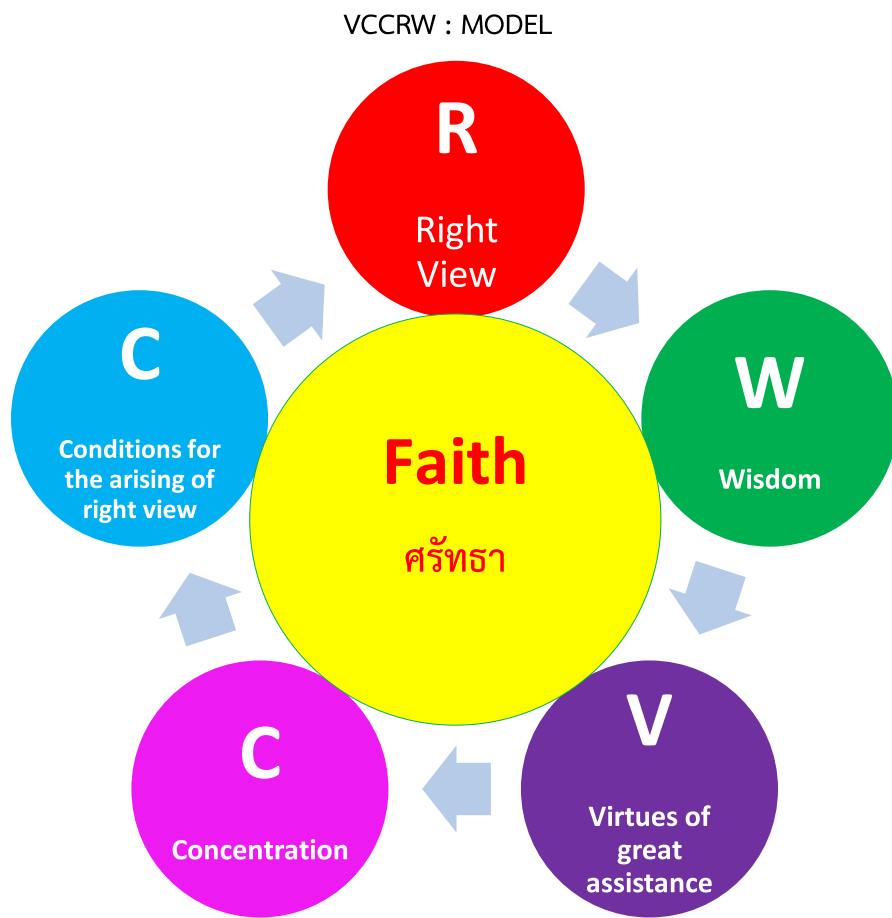 VCCRW : MODEL
R
Right
View
W
Wisdom
V
Virtues of
great
assistance
C
Concentration
C
Conditions for
the arising of
right view
Faith
ศรัทธา